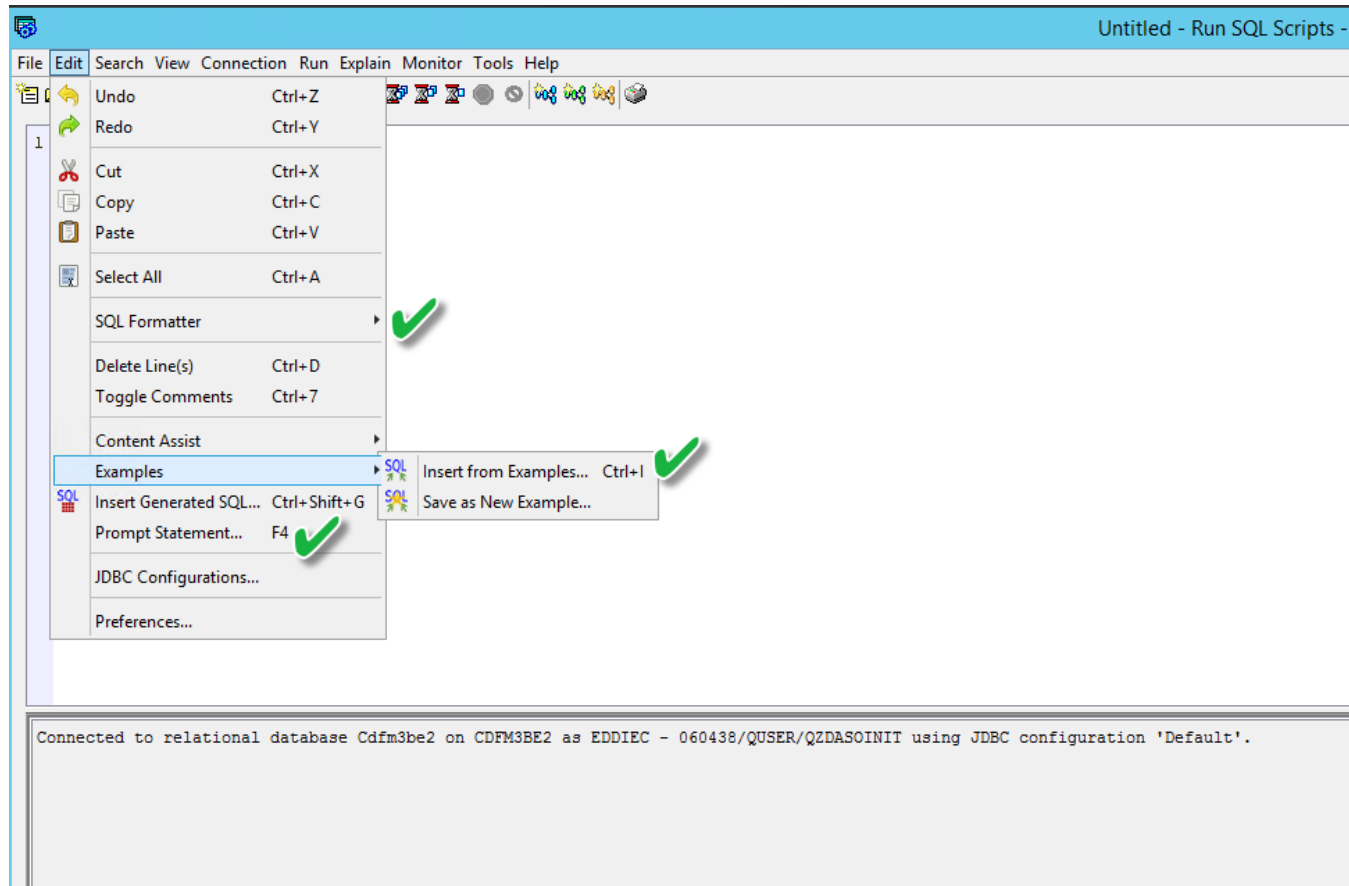 Untitled - Run SQL Scripts -
File Edit Search View Connection Run Explain Monitor Tools Help
Undo Ctrl+Z
Redo Ctrl+Y
1
Cut Ctrl+X
Copy Ctrl+C
Paste Ctrl+V
Select All Ctrl+A
SQL Formatter
Delete Line(s) Ctrl+D
Toggle Comments Ctrl+7
Content Assist
Examples
SQL Insert from Examples... Ctrl+I
SQL Insert Generated SQL... Ctrl+Shift+G
SQL Save as New Example...
Prompt Statement... F4
JDBC Configurations...
Preferences...
Connected to relational database Cdfm3be2 on CDFM3BE2 as EDDIEC - 060438/QUSER/QZDASOINIT using JDBC configuration 'Default'.